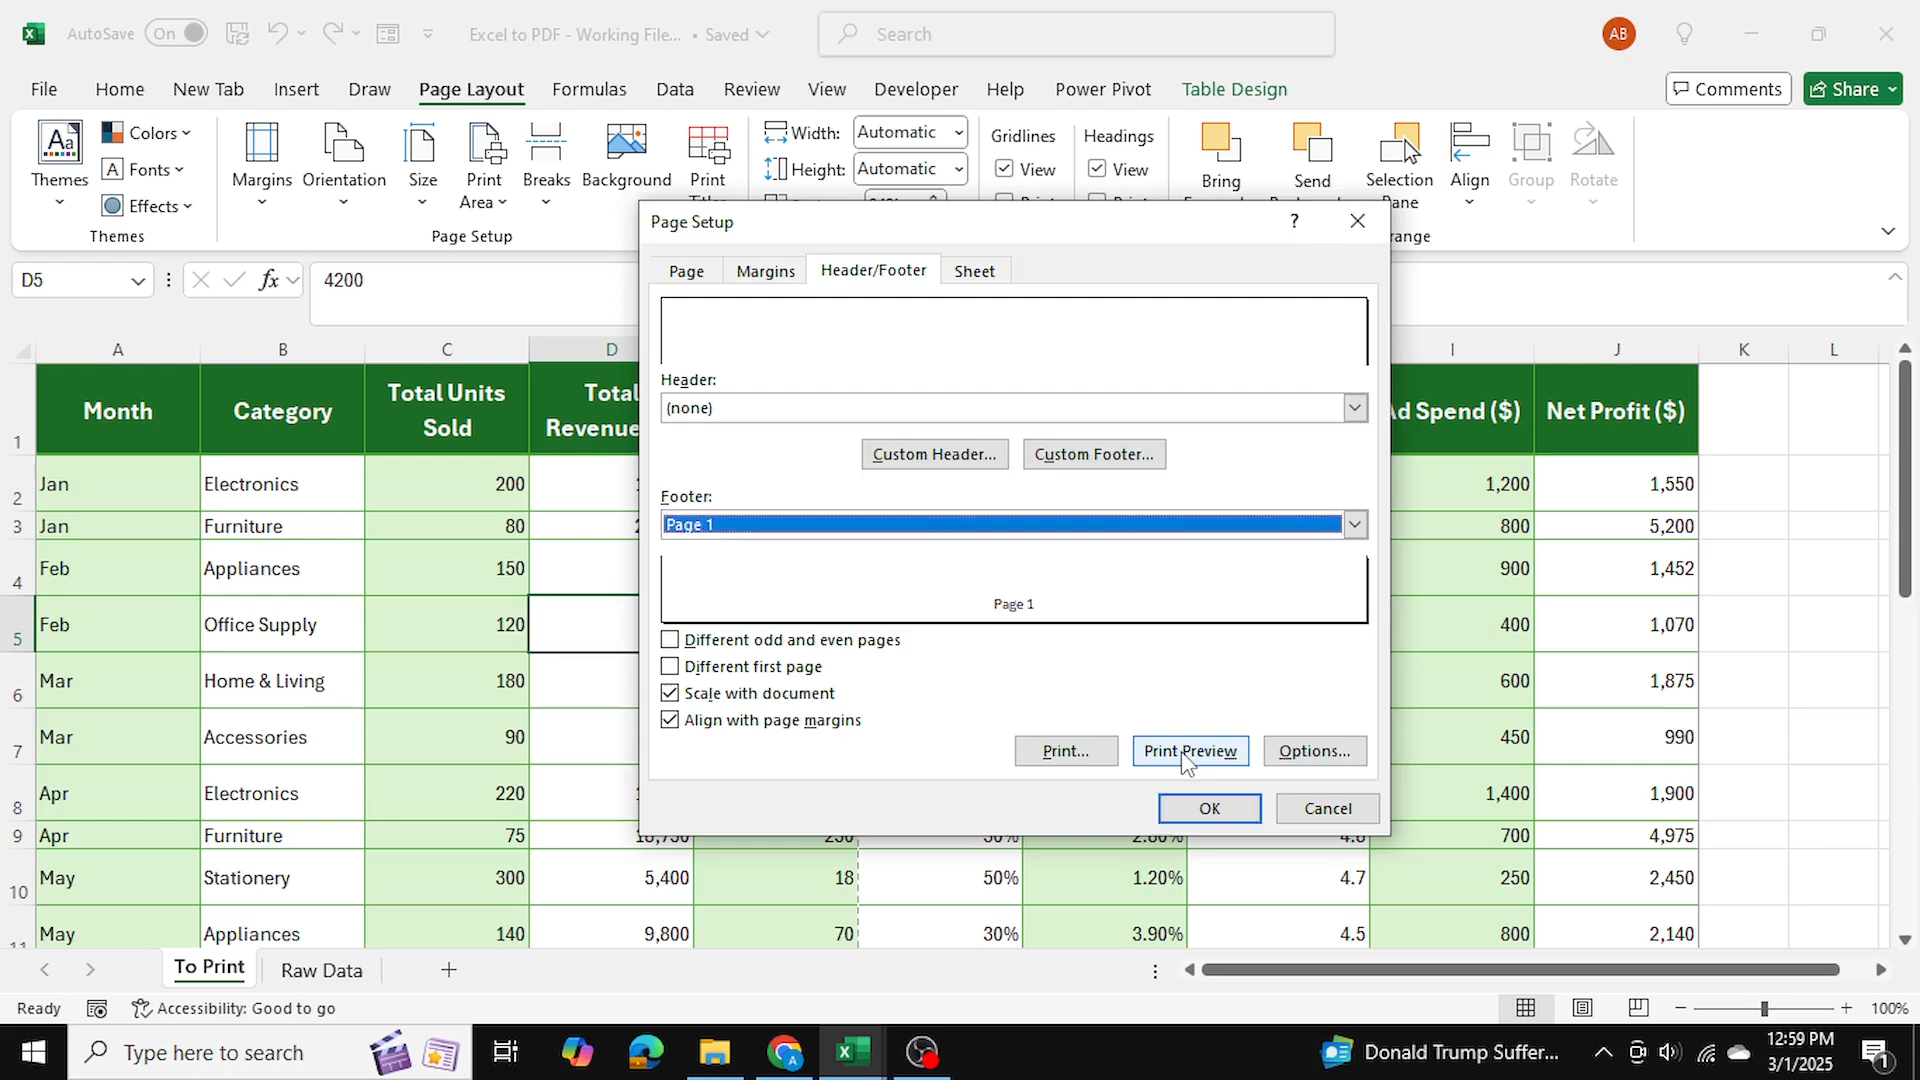 AutoSave On Excel to PDF - Working File... • Saved Search AB
File Home New Tab Insert Draw Page Layout Formulas Data Review View Developer Help Power Pivot Table Design Comments Share
Themes Colors Fonts Effects
Themes
Margins Orientation Size Print Area Breaks Background Print
Page Setup
Width: Automatic
Height: Automatic
Gridlines View
Headings View
Bring Send Selection Pane Align Group Rotate
D5 fx 4200
A B C D I J K L
1 Month Category Total Units Sold Total Ad Spend ($) Net Profit ($)
2 Jan Electronics 200 1,200 1,550
3 Jan Furniture 80 800 5,200
4 Feb Appliances 150 900 1,452
5 Feb Office Supply 120 400 1,070
6 Mar Home & Living 180 600 1,875
7 Mar Accessories 90 450 990
8 Apr Electronics 220 1,400 1,900
9 Apr Furniture 75 700 4,975
10 May Stationery 300 5,400 18 50% 1.20% 4.7 250 2,450
May Appliances 140 9,800 70 30% 3.90% 4.5 800 2,140
Page Setup ?
Page Margins Header/Footer Sheet
Header:
(none)
Custom Header... Custom Footer...
Footer:
Page 1
Page 1
Different odd and even pages
Different first page
Scale with document
Align with page margins
Print... Print Preview Options...
OK Cancel
To Print Raw Data
Ready Accessibility: Good to go 100%
Type here to search Donald Trump Suffer... 12:59 PM
3/1/2025 1